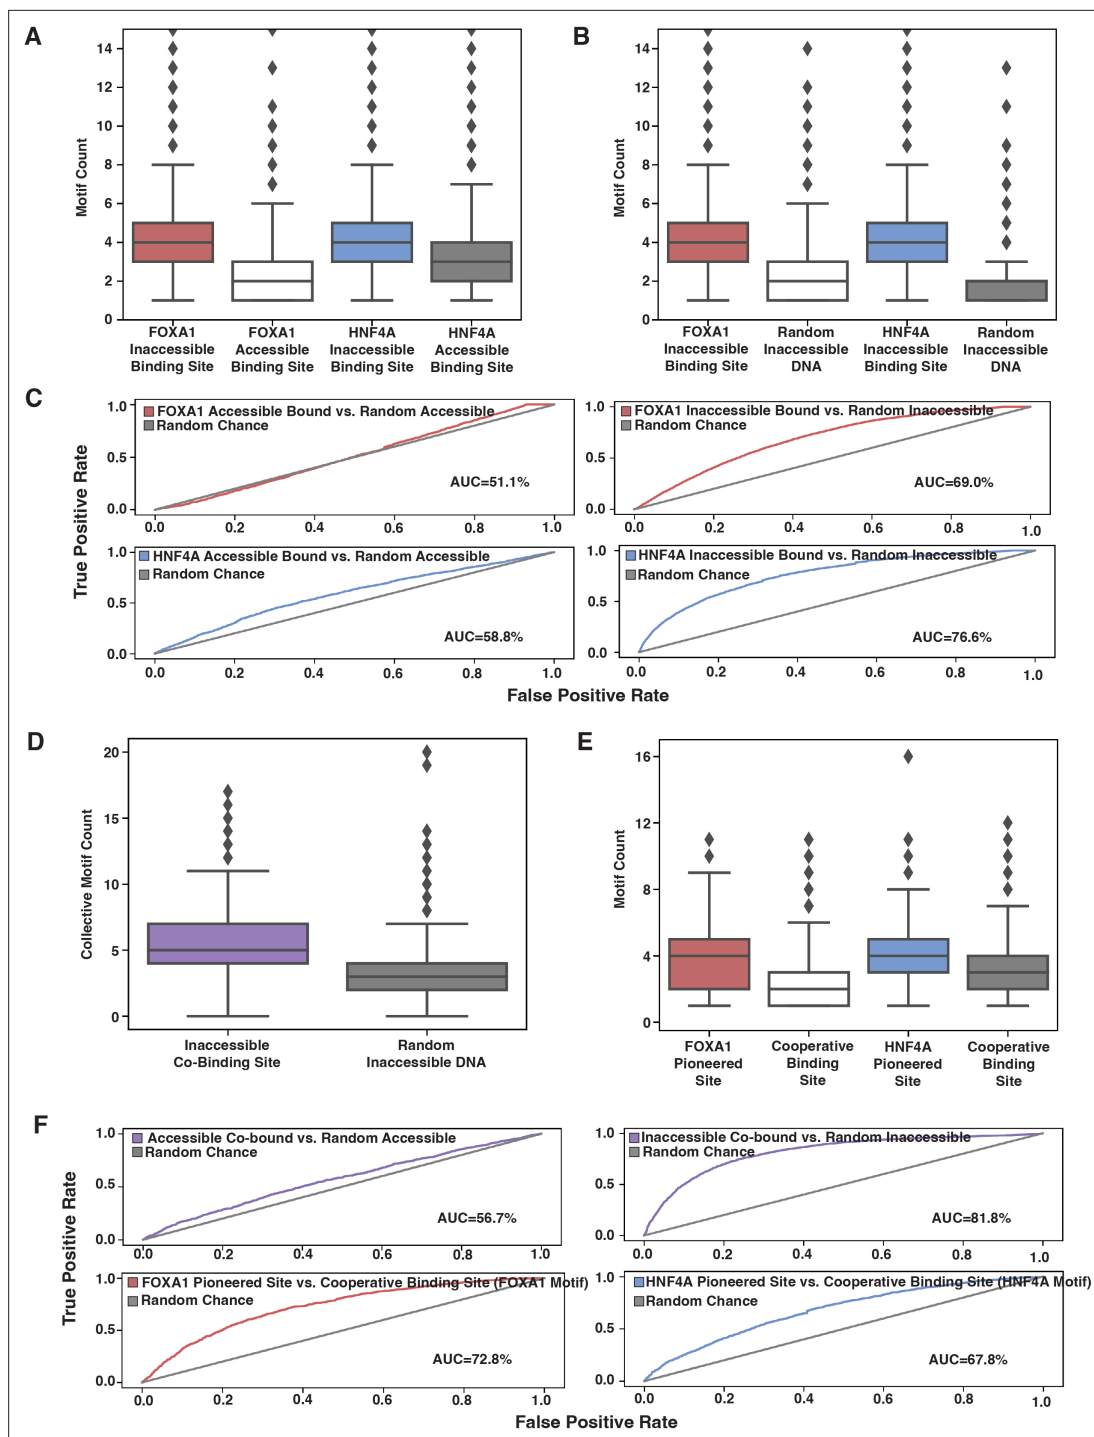 A
B
14
12
10
8
6
4
2
0
Motif Count
FOXA1
Inaccessible
Binding Site
FOXA1
Accessible
Binding Site
HNF4A
Inaccessible
Binding Site
HNF4A
Accessible
Binding Site
14
12
10
8
6
4
2
0
Motif Count
FOXA1
Inaccessible
Binding Site
Random
Inaccessible
DNA
HNF4A
Inaccessible
Binding Site
Random
Inaccessible
DNA
C
True Positive Rate
1.0
0.5
0.0
FOXA1 Accessible Bound vs. Random Accessible
Random Chance
AUC=51.1%
0.0 0.2 0.4 0.6 0.8 1.0
1.0
0.5
0.0
FOXA1 Inaccessible Bound vs. Random Inaccessible
Random Chance
AUC=69.0%
0.0 0.2 0.4 0.6 0.8 1.0
1.0
0.5
0.0
HNF4A Accessible Bound vs. Random Accessible
Random Chance
AUC=58.8%
0.0 0.2 0.4 0.6 0.8 1.0
1.0
0.5
0.0
HNF4A Inaccessible Bound vs. Random Inaccessible
Random Chance
AUC=76.6%
0.0 0.2 0.4 0.6 0.8 1.0
False Positive Rate
D
20
15
10
5
0
Collective Motif Count
Inaccessible
Co-Binding Site
Random
Inaccessible DNA
E
16
12
8
4
0
Motif Count
FOXA1
Pioneered
Site
Cooperative
Binding
Site
HNF4A
Pioneered
Site
Cooperative
Binding
Site
F
True Positive Rate
1.0
0.5
0.0
Accessible Co-bound vs. Random Accessible
Random Chance
AUC=56.7%
0.0 0.2 0.4 0.6 0.8 1.0
1.0
0.5
0.0
Inaccessible Co-bound vs. Random Inaccessible
Random Chance
AUC=81.8%
0.0 0.2 0.4 0.6 0.8 1.0
1.0
0.5
0.0
FOXA1 Pioneered Site vs. Cooperative Binding Site (FOXA1 Motif)
Random Chance
AUC=72.8%
0.0 0.2 0.4 0.6 0.8 1.0
1.0
0.5
0.0
HNF4A Pioneered Site vs. Cooperative Binding Site (HNF4A Motif)
Random Chance
AUC=67.8%
0.0 0.2 0.4 0.6 0.8 1.0
False Positive Rate